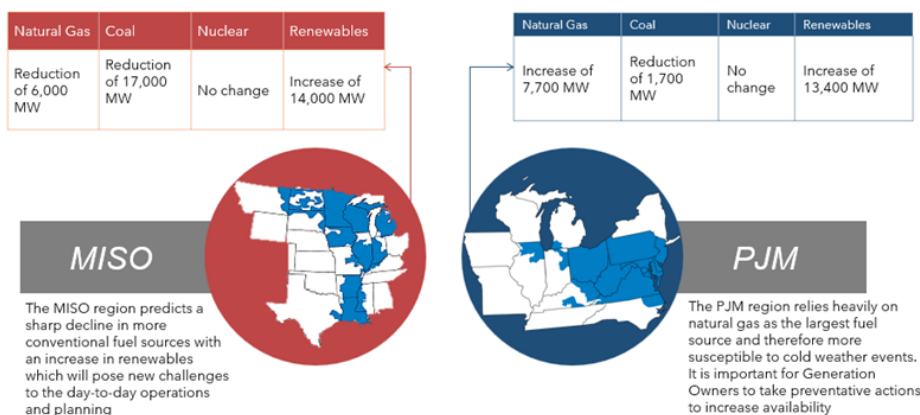 Natural Gas Coal Nuclear Renewables
Reduction of 6,000 MW
Reduction of 17,000 MW
No change
Increase of 14,000 MW
Natural Gas Coal Nuclear Renewables
Increase of 7,700 MW
Reduction of 1,700 MW
No change
Increase of 13,400 MW
MISO
The MISO region predicts a
sharp decline in more
conventional fuel sources with
an increase in renewables
which will pose new challenges
to the day-to-day operations
and planning
PJM
The PJM region relies heavily on
natural gas as the largest fuel
source and therefore more
susceptible to cold weather events.
It is important for Generation
Owners to take preventative actions
to increase availability